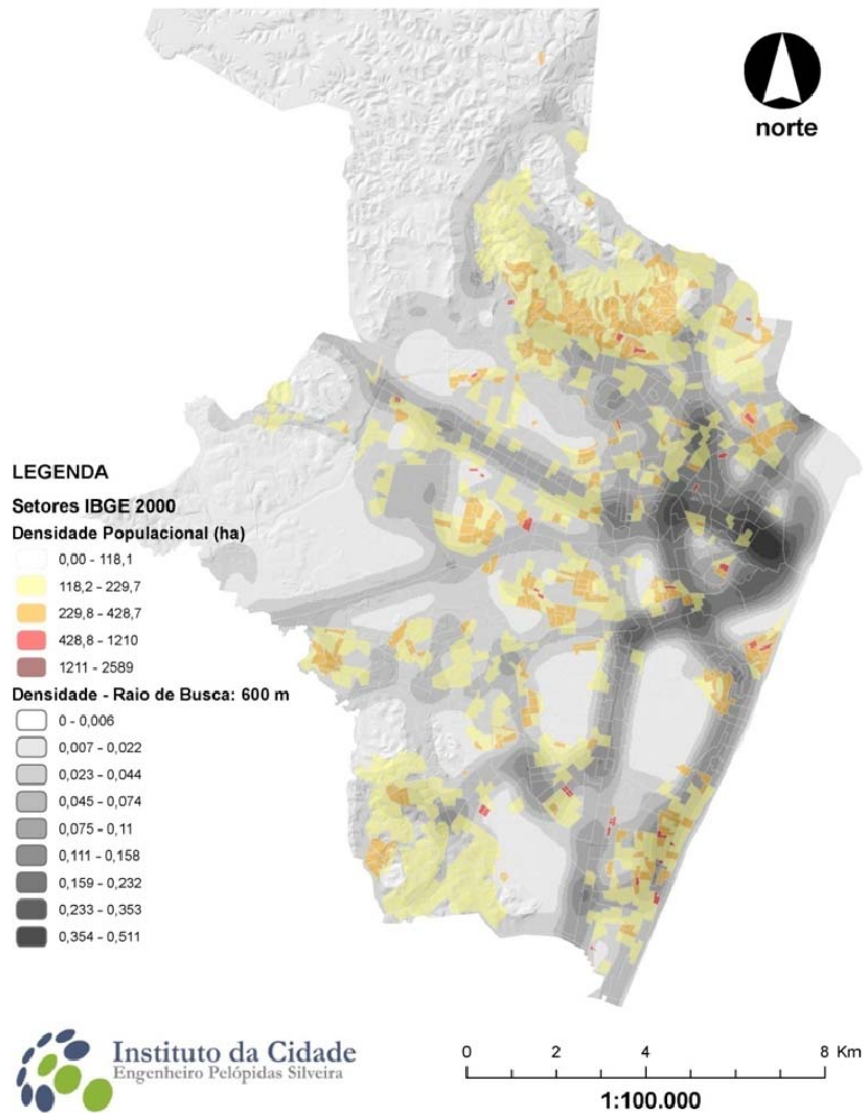 norte
LEGENDA
Setores IBGE 2000
Densidade Populacional (ha)
0,00 - 118,1
118,2 - 229,7
229,8 - 428,7
428,8 - 1210
1211 - 2589
Densidade - Raio de Busca: 600 m
0 - 0,006
0,007 - 0,022
0,023 - 0,044
0,045 - 0,074
0,075 - 0,11
0,111 - 0,158
0,159 - 0,232
0,233 - 0,353
0,354 - 0,511
Instituto da Cidade
Engenheiro Pelópidas Silveira
0 2 4 8 Km
1:100.000